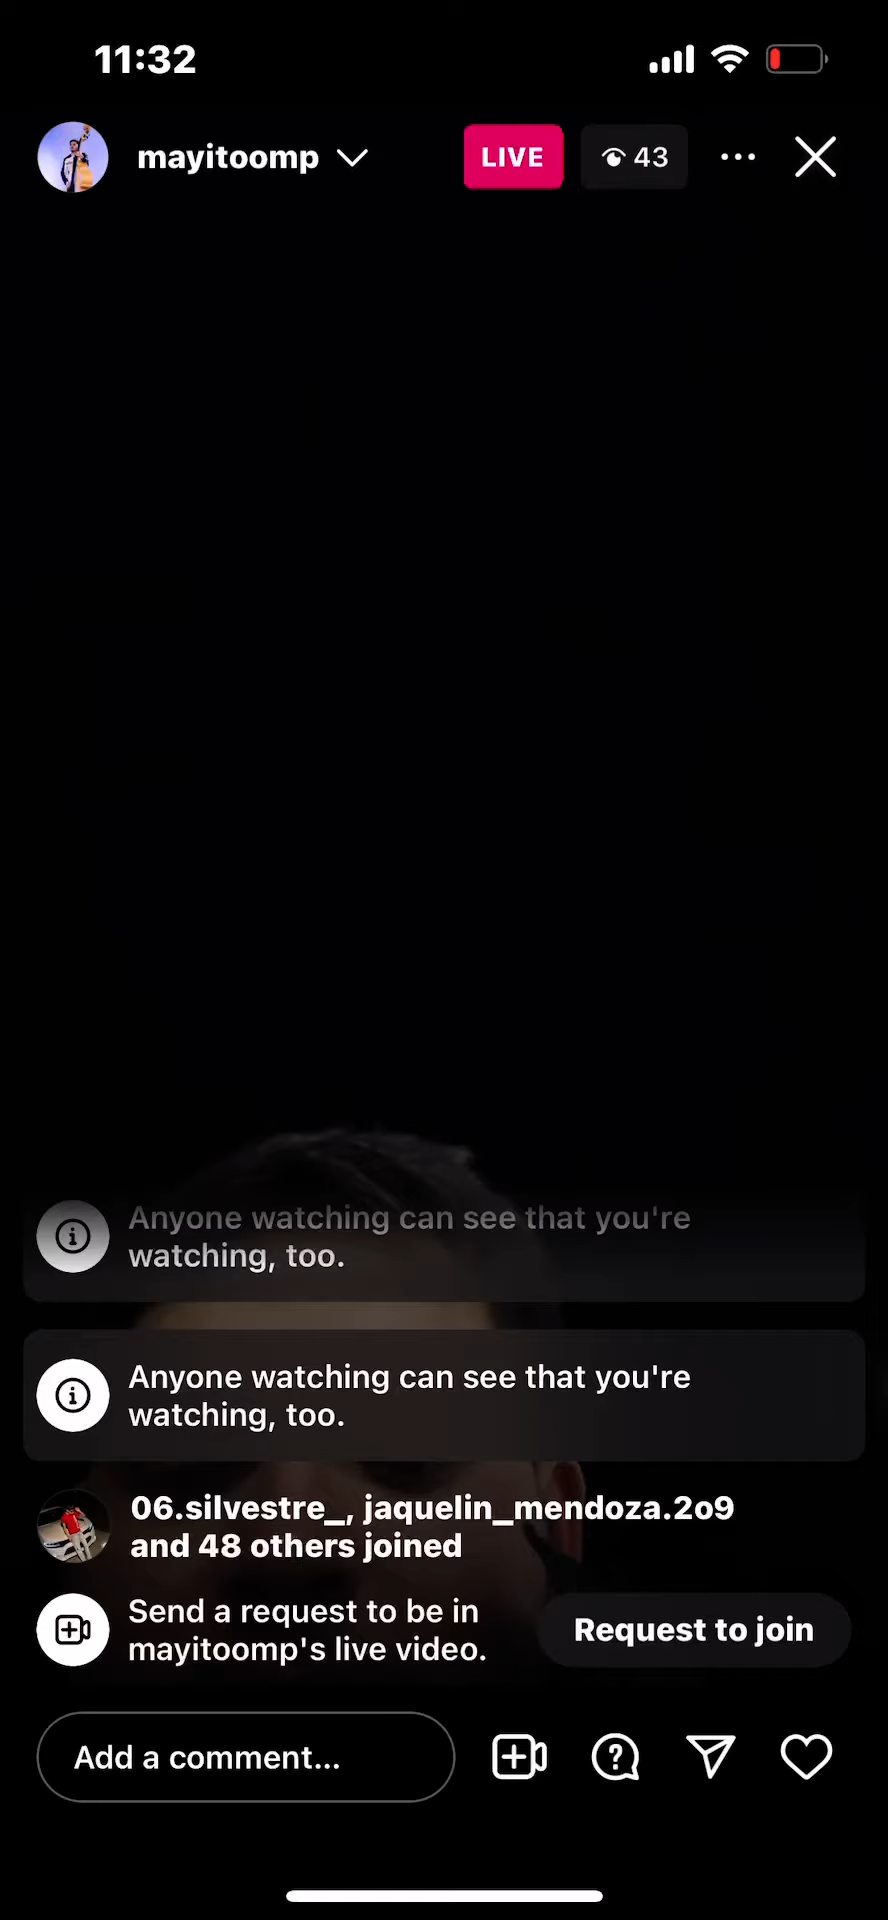 11:32
mayitoomp
LIVE
43
Anyone watching can see that you're
watching, too.
Anyone watching can see that you're
watching, too.
06.silvestre_, jaquelin_mendoza.2o9
and 48 others joined
Send a request to be in
mayitoomp's live video.
Request to join
Add a comment...